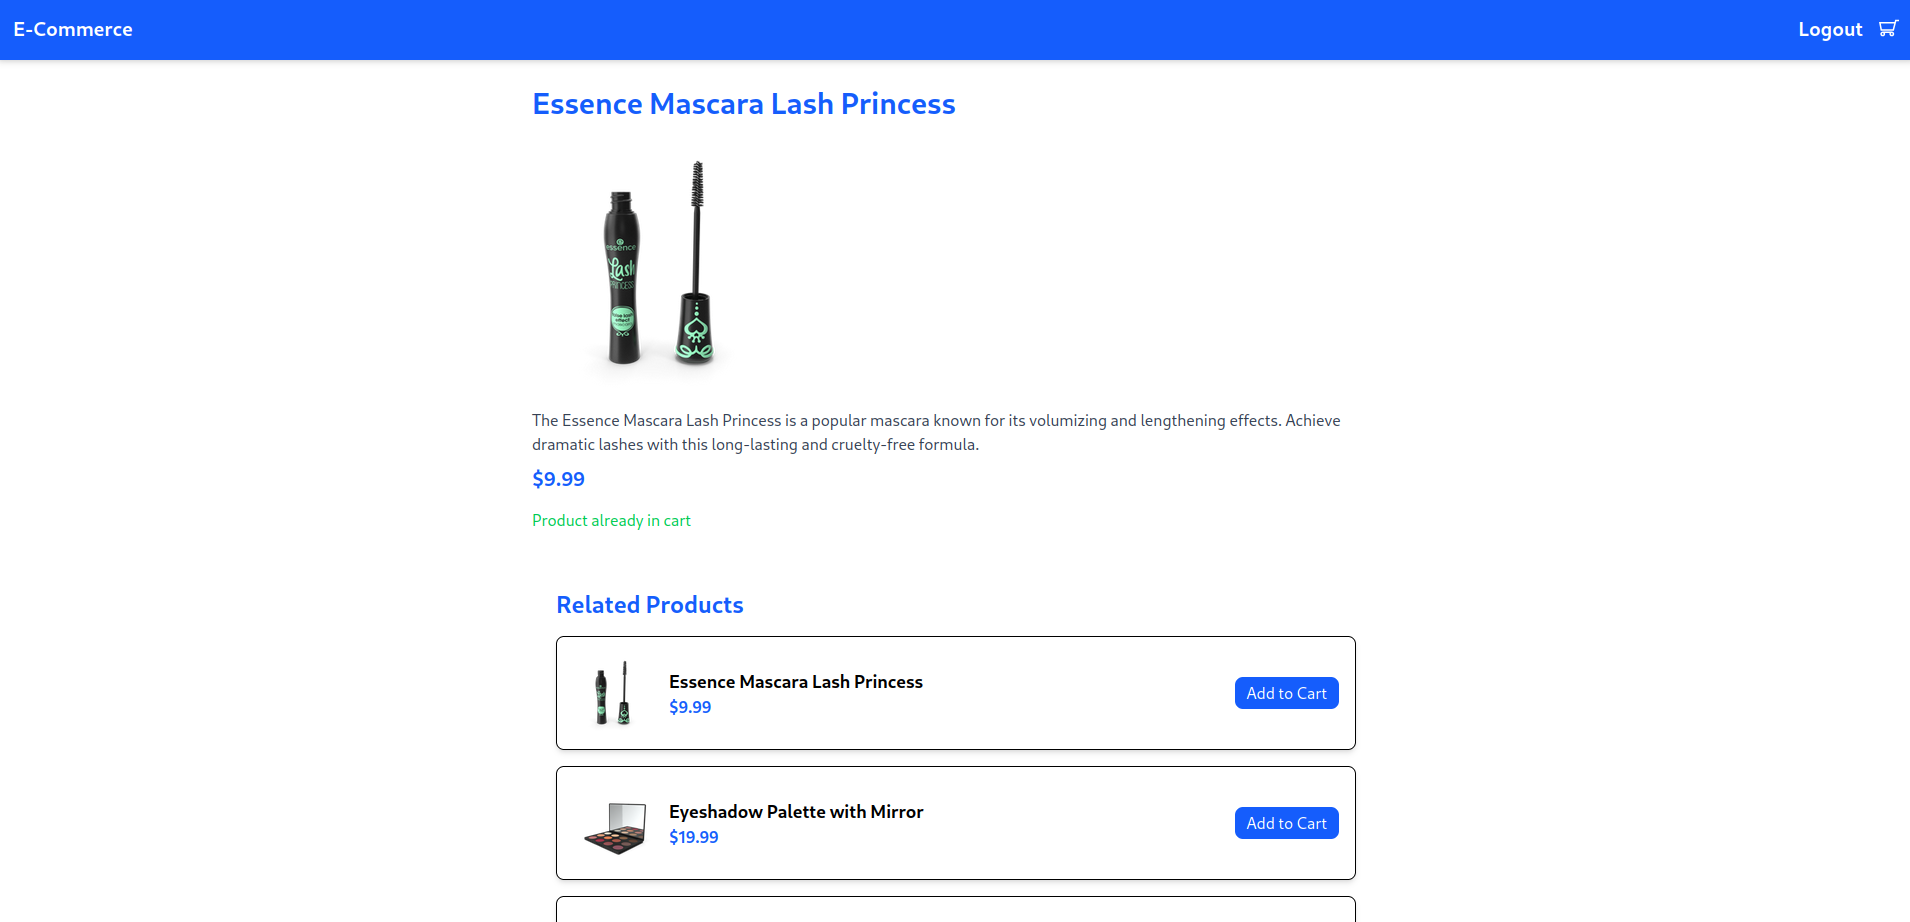 E-Commerce
Logout
Essence Mascara Lash Princess
essence
Lash
PRINCESS
The Essence Mascara Lash Princess is a popular mascara known for its volumizing and lengthening effects. Achieve
dramatic lashes with this long-lasting and cruelty-free formula.
$9.99
Product already in cart
Related Products
Essence Mascara Lash Princess
$9.99
Add to Cart
Eyeshadow Palette with Mirror
$19.99
Add to Cart